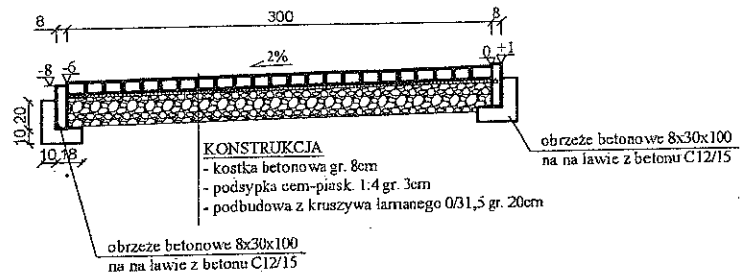 8 300 8
2%
-8 -6 0 +1
10,20
10,18
KONSTRUKCJA
- kostka betonowa gr. 8cm
- podsypka cem-piask. 1:4 gr. 3cm
- podbudowa z kruszywa łamanego 0/31,5 gr. 20cm
obrzeże betonowe 8x30x100
na na ławie z betonu C12/15
obrzeże betonowe 8x30x100
na na ławie z betonu C12/15